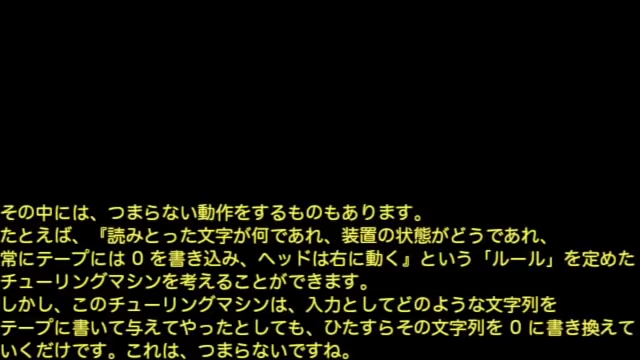 その中には、つまらない動作をするものもあります。
たとえば、『読みとった文字が何であれ、装置の状態がどうであれ、
常にテープには 0 を書き込み、ヘッドは右に動く』という「ルール」を定めた
チューリングマシンを考えることができます。
しかし、このチューリングマシンは、入力としてどのような文字列を
テープに書いて与えてやったとしても、ひたすらその文字列を 0 に書き換えて
いくだけです。これは、つまらないですね。